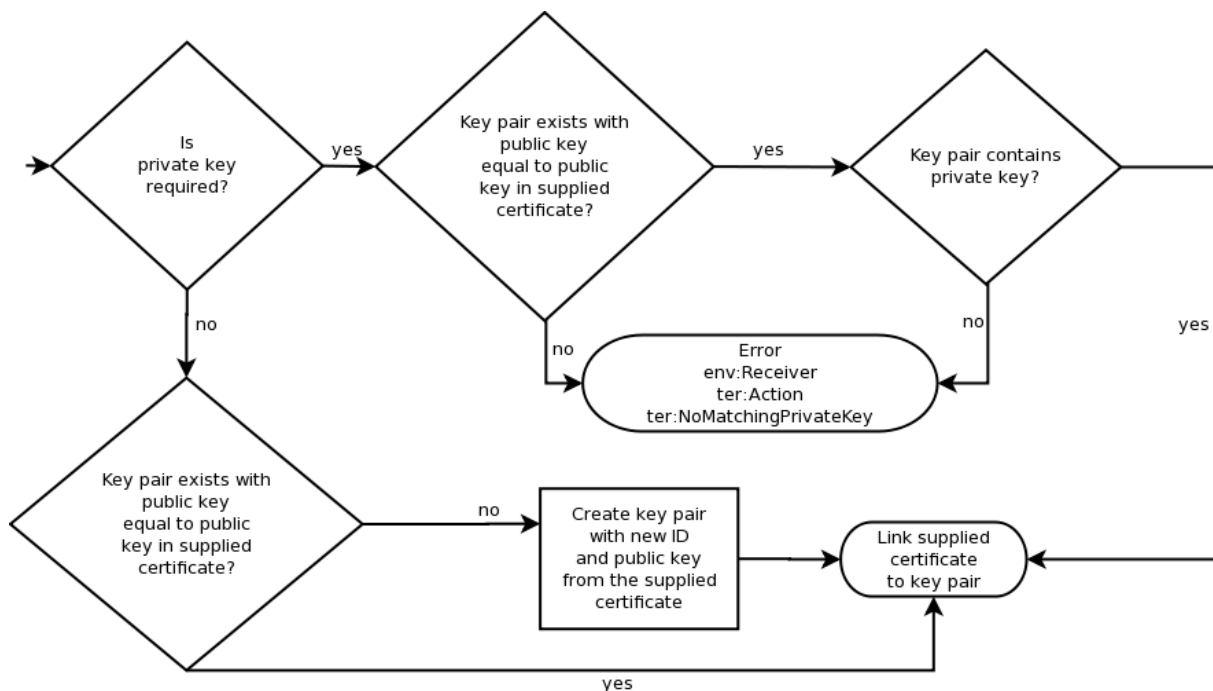 Is
private key
required?
yes
Key pair exists with
public key
equal to public
key in supplied
certificate?
yes
Key pair contains
private key?
yes
no
no
no
Error
env:Receiver
ter:Action
ter:NoMatchingPrivateKey
Key pair exists with
public key
equal to public
key in supplied
certificate?
no
Create key pair
with new ID
and public key
from the supplied
certificate
Link supplied
certificate
to key pair
yes